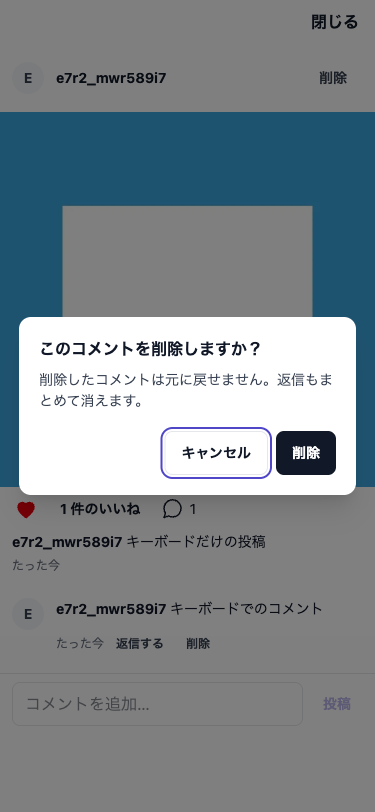 閉じる
E e7r2_mwr589i7 削除
このコメントを削除しますか？
削除したコメントは元に戻せません。返信もま
とめて消えます。
キャンセル 削除
1 件のいいね 1
e7r2_mwr589i7 キーボードだけの投稿
たった今
E e7r2_mwr589i7 キーボードでのコメント
たった今 返信する 削除
コメントを追加... 投稿